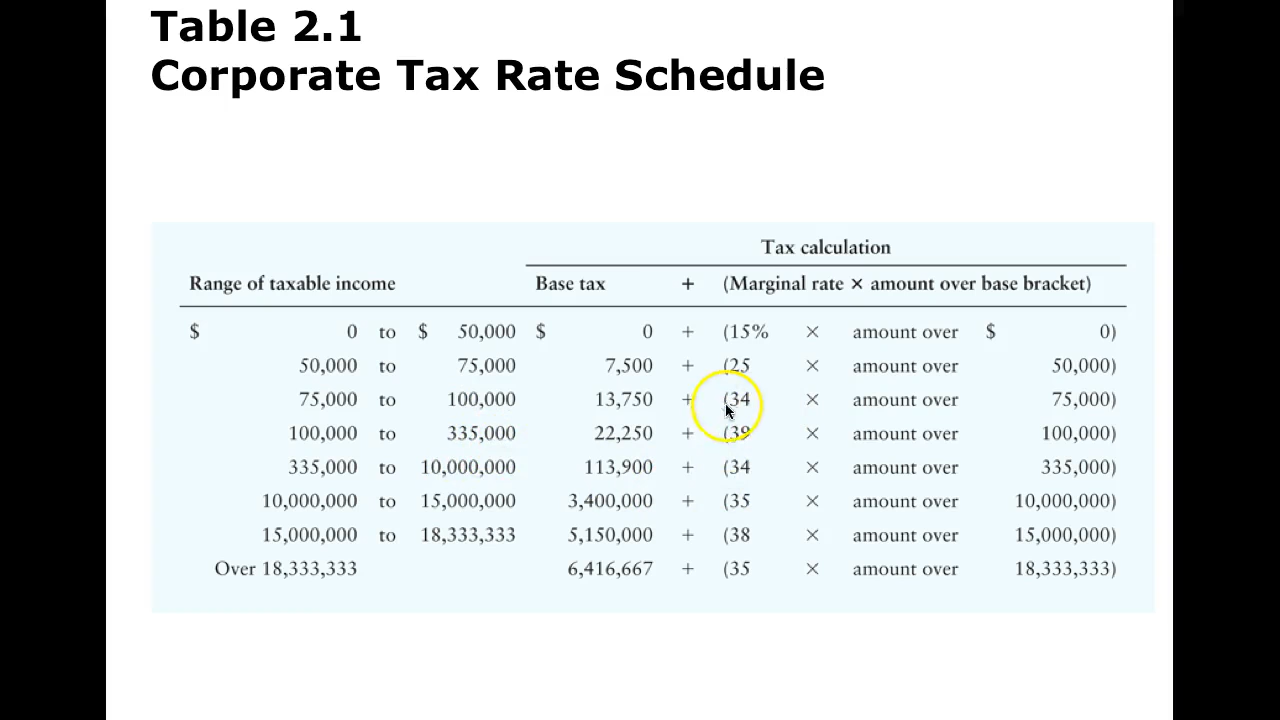 Table 2.1
Corporate Tax Rate Schedule
Tax calculation
Range of taxable income Base tax + (Marginal rate × amount over base bracket)
$ 0 to $ 50,000 $ 0 + (15% × amount over $ 0)
50,000 to 75,000 7,500 + (25 × amount over 50,000)
75,000 to 100,000 13,750 + (34 × amount over 75,000)
100,000 to 335,000 22,250 + (39 × amount over 100,000)
335,000 to 10,000,000 113,900 + (34 × amount over 335,000)
10,000,000 to 15,000,000 3,400,000 + (35 × amount over 10,000,000)
15,000,000 to 18,333,333 5,150,000 + (38 × amount over 15,000,000)
Over 18,333,333 6,416,667 + (35 × amount over 18,333,333)